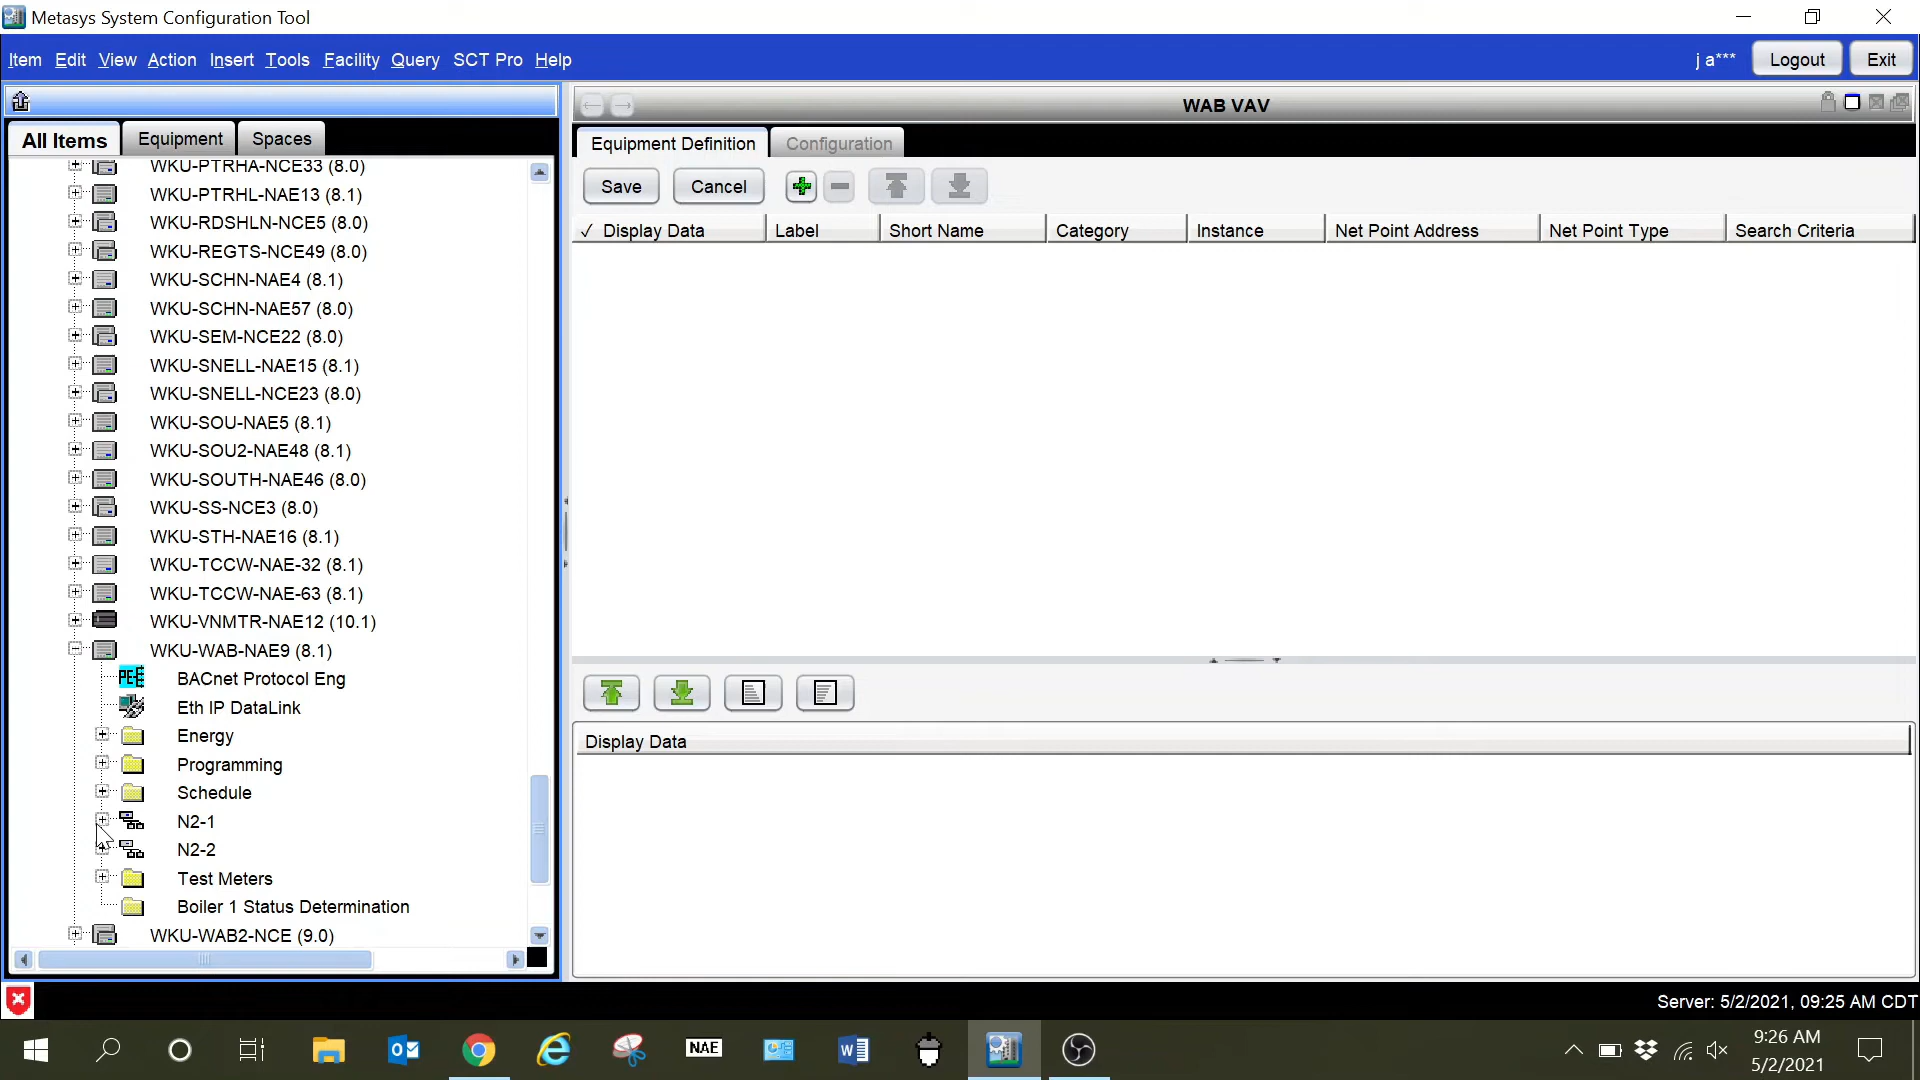 Metasys System Configuration Tool
Item Edit View Action Insert Tools Facility Query SCT Pro Help
j a*** Logout Exit
WAB VAV
All Items Equipment Spaces
Equipment Definition Configuration
Save Cancel
✓ Display Data Label Short Name Category Instance Net Point Address Net Point Type Search Criteria
WKU-PTRHA-NCE33 (8.0)
WKU-PTRHL-NAE13 (8.1)
WKU-RDSHLN-NCE5 (8.0)
WKU-REGTS-NCE49 (8.0)
WKU-SCHN-NAE4 (8.1)
WKU-SCHN-NAE57 (8.0)
WKU-SEM-NCE22 (8.0)
WKU-SNELL-NAE15 (8.1)
WKU-SNELL-NCE23 (8.0)
WKU-SOU-NAE5 (8.1)
WKU-SOU2-NAE48 (8.1)
WKU-SOUTH-NAE46 (8.0)
WKU-SS-NCE3 (8.0)
WKU-STH-NAE16 (8.1)
WKU-TCCW-NAE-32 (8.1)
WKU-TCCW-NAE-63 (8.1)
WKU-VNMTR-NAE12 (10.1)
WKU-WAB-NAE9 (8.1)
BACnet Protocol Eng
Eth IP DataLink
Energy
Programming
Schedule
N2-1
N2-2
Test Meters
Boiler 1 Status Determination
WKU-WAB2-NCE (9.0)
Display Data
Server: 5/2/2021, 09:25 AM CDT
NAE
9:26 AM
5/2/2021